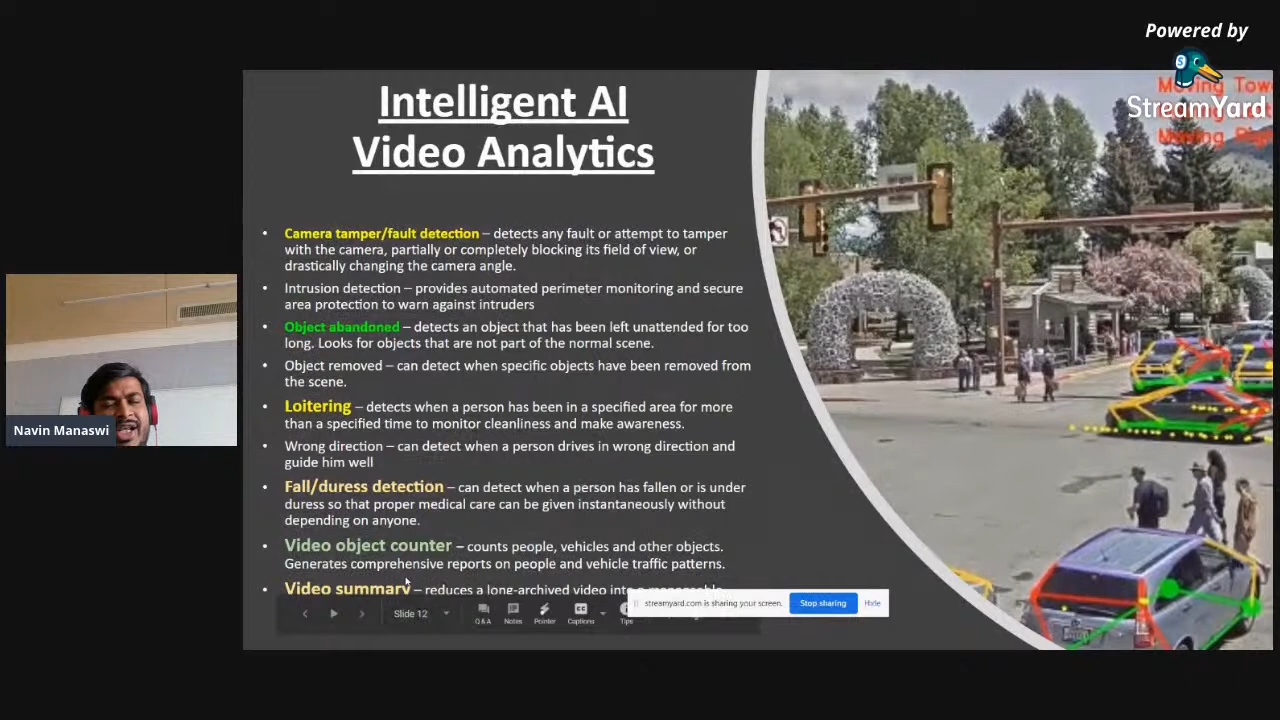 Powered by
StreamYard
Intelligent AI
Video Analytics
Moving
Moving
• Camera tamper/fault detection – detects any fault or attempt to tamper
with the camera, partially or completely blocking its field of view, or
drastically changing the camera angle.
• Intrusion detection – provides automated perimeter monitoring and secure
area protection to warn against intruders
• Object abandoned – detects an object that has been left unattended for too
long. Looks for objects that are not part of the normal scene.
• Object removed – can detect when specific objects have been removed from
the scene.
• Loitering – detects when a person has been in a specified area for more
than a specified time to monitor cleanliness and make awareness.
• Wrong direction – can detect when a person drives in wrong direction and
guide him well
• Fall/duress detection – can detect when a person has fallen or is under
duress so that proper medical care can be given instantaneously without
depending on anyone.
• Video object counter – counts people, vehicles and other objects.
Generates comprehensive reports on people and vehicle traffic patterns.
• Video summary – reduces a long-archived video into a manageable
Navin Manaswi
Slide 12
Q&A Notes Pointer Captions Tips
streamyard.com is sharing your screen. Stop sharing Hide